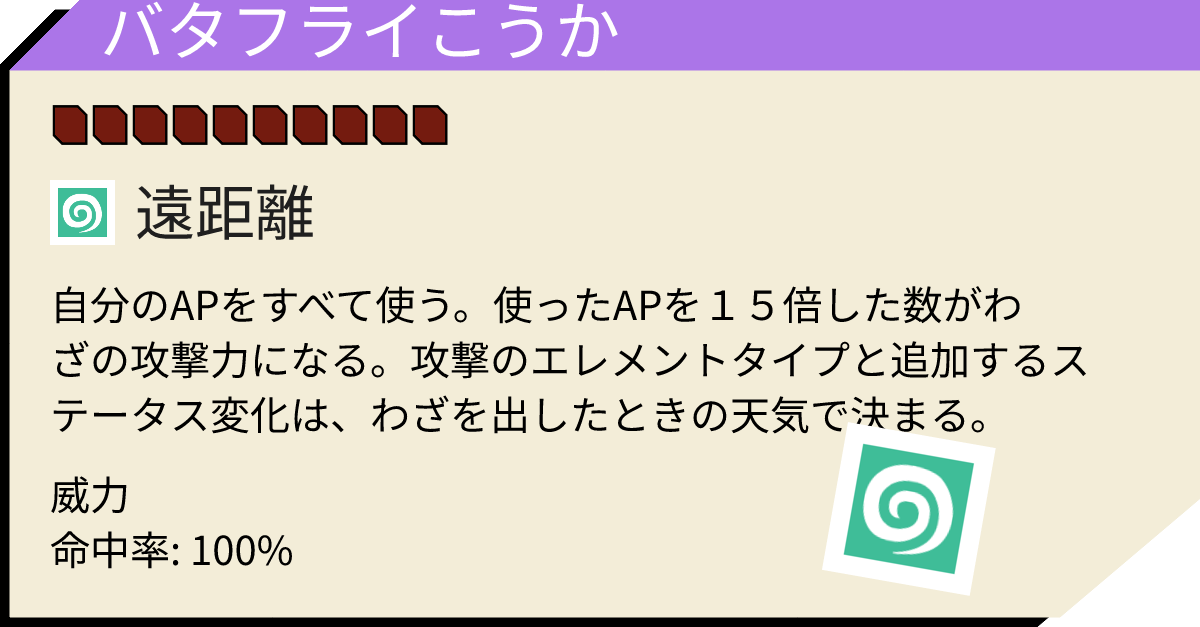 バタフライこうか
遠距離
自分のAPをすべて使う。使ったAPを１５倍した数がわ
ざの攻撃力になる。攻撃のエレメントタイプと追加するス
テータス変化は、わざを出したときの天気で決まる。
威力
命中率: 100%